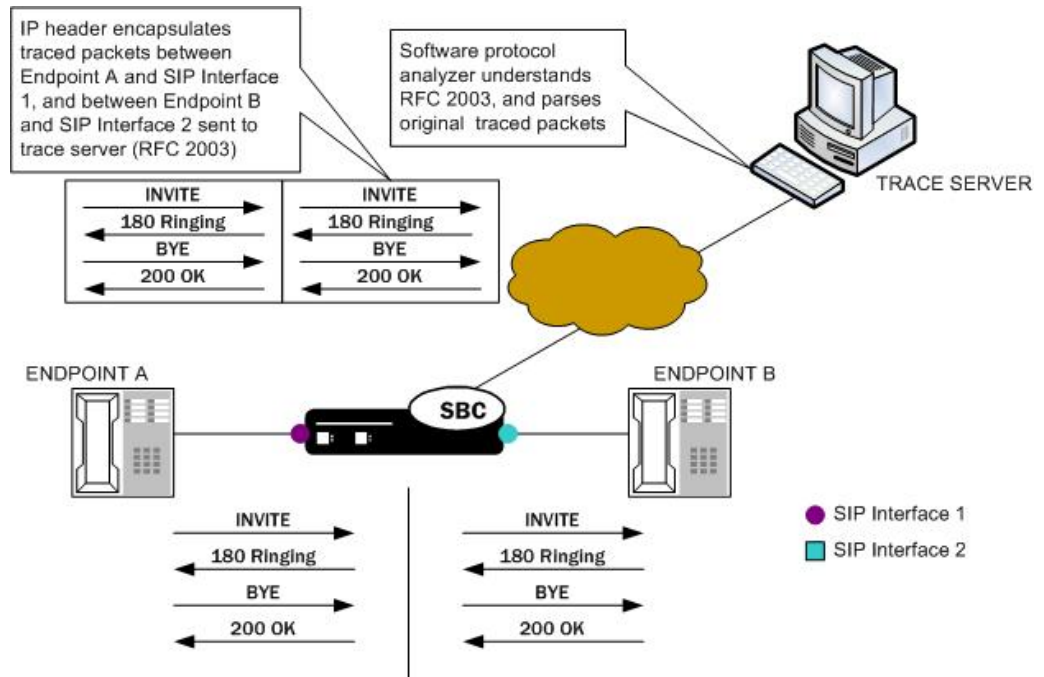 IP header encapsulates
traced packets between
Endpoint A and SIP Interface
1, and between Endpoint B
and SIP Interface 2 sent to
trace server (RFC 2003)
Software protocol
analyzer understands
RFC 2003, and parses
original traced packets
TRACE SERVER
INVITE
180 Ringing
BYE
200 OK
INVITE
180 Ringing
BYE
200 OK
ENDPOINT A
SBC
ENDPOINT B
INVITE
180 Ringing
BYE
200 OK
INVITE
180 Ringing
BYE
200 OK
SIP Interface 1
SIP Interface 2